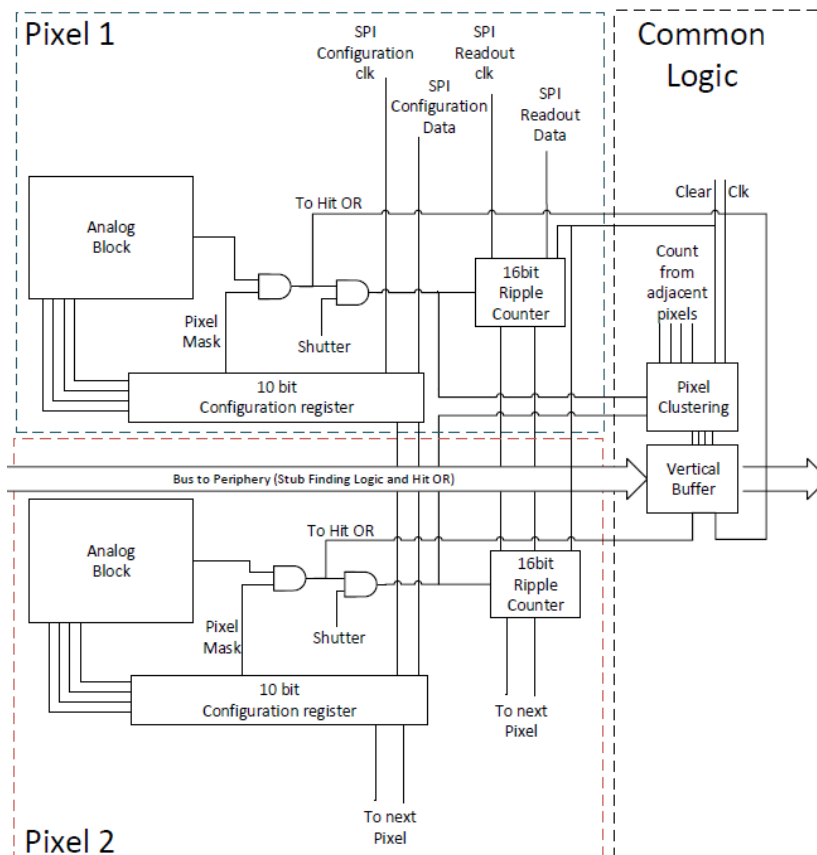 Pixel 1
SPI
Configuration
clk
SPI
Readout
clk
SPI
Configuration
Data
SPI
Readout
Data
Common
Logic
Clear
Clk
To Hit OR
Analog
Block
Count
from
adjacent
pixels
16bit
Ripple
Counter
Pixel
Mask
Shutter
10 bit
Configuration register
Pixel
Clustering
Bus to Periphery (Stub Finding Logic and Hit OR)
Vertical
Buffer
To Hit OR
Analog
Block
16bit
Ripple
Counter
Pixel
Mask
Shutter
10 bit
Configuration register
To next
Pixel
To next
Pixel
Pixel 2